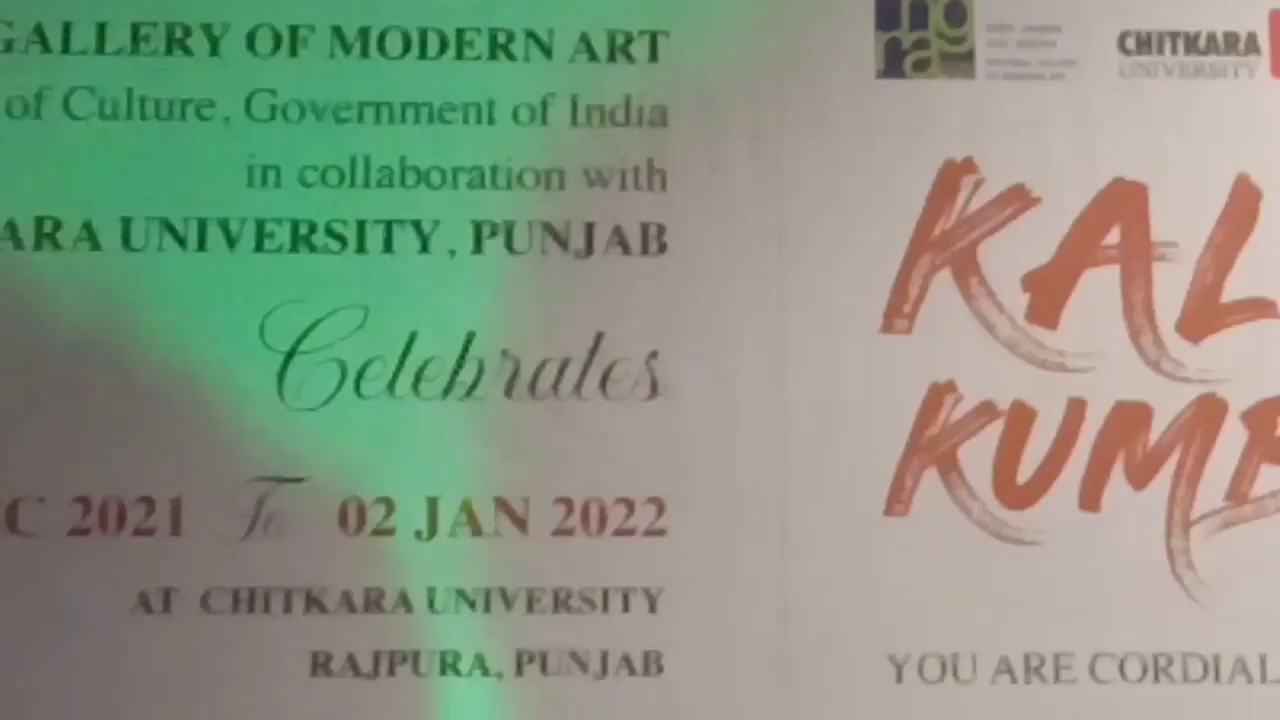 GALLERY OF MODERN ART
of Culture, Government of India
in collaboration with
ARA UNIVERSITY, PUNJAB
Celebrates
C 2021 To 02 JAN 2022
AT CHITKARA UNIVERSITY
RAJPURA, PUNJAB
CHITKARA
UNIVERSITY
KAL
KUMB
YOU ARE CORDIAL